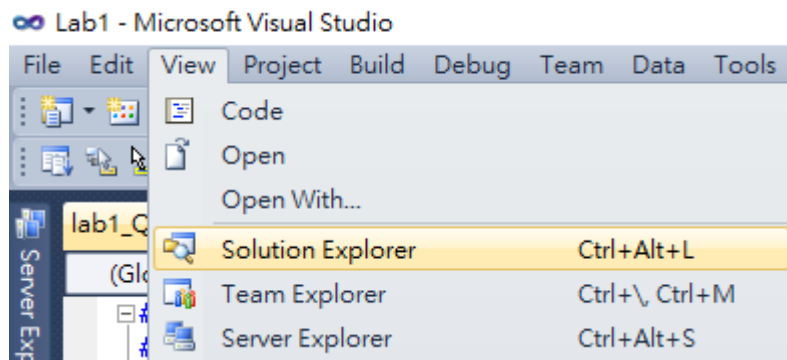 Lab1 - Microsoft Visual Studio
File Edit View Project Build Debug Team Data Tools
Code
Open
Open With...
lab1_Q
Solution Explorer Ctrl+Alt+L
(Glo
Team Explorer Ctrl+\, Ctrl+M
Server Explorer Ctrl+Alt+S
Server Exp
#
#